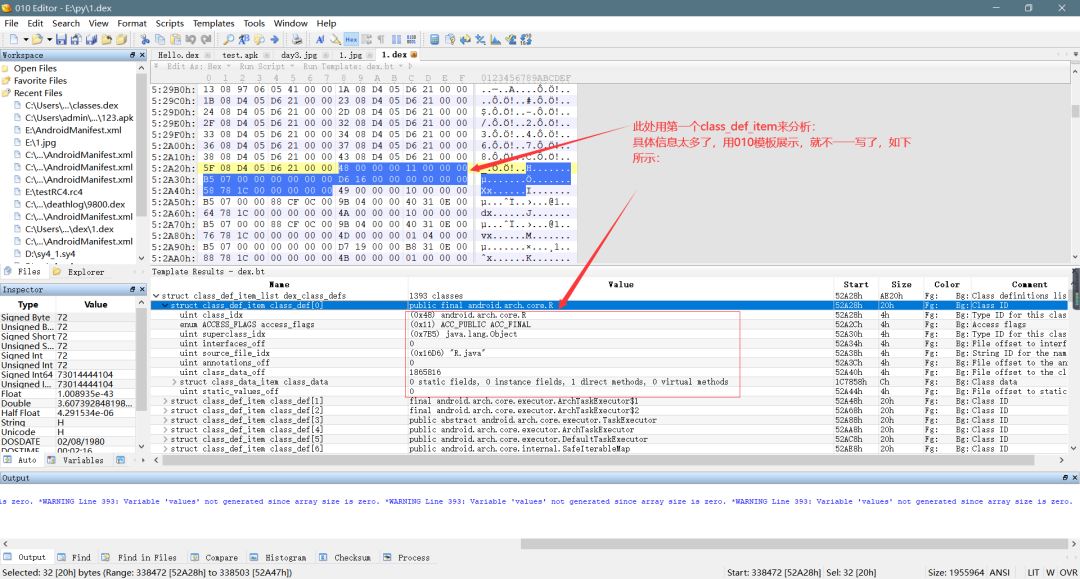 010 Editor - E:\py\1.dex
File Edit Search View Format Scripts Templates Tools Window Help
Workspace
Open Files
Favorite Files
Recent Files
C:\Users\...\classes.dex
C:\Users\admin\...\123.apk
E:\AndroidManifest.xml
E:\1.jpg
C:\...\AndroidManifest.xml
C:\...\AndroidManifest.xml
C:\...\AndroidManifest.xml
E:\testRC4.rc4
C:\...\deathlog\9800.dex
C:\...\AndroidManifest.xml
C:\Users\...\dex\1.dex
C:\...\AndroidManifest.xml
D:\sy4_1.sy4
Files Explorer
Hello.dex test.apk day3.jpg 1.jpg 1.dex
Edit As: Hex Run Script Run Template: dex.bt
0 1 2 3 4 5 6 7 8 9 A B C D E F 0123456789ABCDEF
5:29B0h: 13 08 97 06 05 41 00 00 1A 08 D4 05 D6 21 00 00
5:29C0h: 1B 08 D4 05 D6 21 00 00 23 08 D4 05 D6 21 00 00
5:29D0h: 24 08 D4 05 D6 21 00 00 2D 08 D4 05 D6 21 00 00
5:29E0h: 2F 08 D4 05 D6 21 00 00 32 08 D4 05 D6 21 00 00
5:29F0h: 33 08 D4 05 D6 21 00 00 34 08 D4 05 D6 21 00 00
5:2A00h: 36 08 D4 05 D6 21 00 00 37 08 D4 05 D6 21 00 00
5:2A10h: 38 08 D4 05 D6 21 00 00 43 08 D4 05 D6 21 00 00
5:2A20h: 5F 08 D4 05 D6 21 00 00 48 00 00 00 11 00 00 00
5:2A30h: B5 07 00 00 00 00 00 00 D6 16 00 00 00 00 00 00
5:2A40h: 58 78 1C 00 00 00 00 00 49 00 00 00 10 00 00 00
5:2A50h: B5 07 00 00 88 CF 0C 00 9B 04 00 00 40 31 0E 00
5:2A60h: 64 78 1C 00 00 00 00 00 4A 00 00 00 10 00 00 00
5:2A70h: B5 07 00 00 88 CF 0C 00 9B 04 00 00 40 31 0E 00
5:2A80h: 76 78 1C 00 00 00 00 00 4D 00 00 00 01 04 00 00
5:2A90h: B5 07 00 00 00 00 00 00 D7 19 00 00 B8 31 0E 00
5:2AA0h: 88 78 1C 00 00 00 00 00 4B 00 00 00 01 00 00 00
此处用第一个class_def_item来分析：
具体信息太多了，用010模板展示，就不一一写了，如下
所示：
Template Results - dex.bt
Name Value Start Size Color Comment
struct class_def_item_list dex_class_defs 1393 classes 52A28h AE20h Fg: Bg: Class definitions lis
struct class_def_item class_def[0] public final android.arch.core.R 52A28h 20h Fg: Bg: Class ID
uint class_idx (0x48) android.arch.core.R 52A28h 4h Fg: Bg: Type ID for this clas
enum ACCESS_FLAGS access_flags (0x11) ACC_PUBLIC ACC_FINAL 52A2Ch 4h Fg: Bg: Access flags
uint superclass_idx (0x7B5) java.lang.Object 52A30h 4h Fg: Bg: Type ID for this clas
uint interfaces_off 0 52A34h 4h Fg: Bg: File offset to interf
uint source_file_idx (0x16D6) "R.java" 52A38h 4h Fg: Bg: String ID for the nam
uint annotations_off 0 52A3Ch 4h Fg: Bg: File offset to the an
uint class_data_off 1865816 52A40h 4h Fg: Bg: File offset to the cl
struct class_data_item class_data 0 static fields, 0 instance fields, 1 direct methods, 0 virtual methods 1C7858h Ch Fg: Bg: Class data
uint static_values_off 0 52A44h 4h Fg: Bg: File offset to static
struct class_def_item class_def[1] final android.arch.core.executor.ArchTaskExecutor$1 52A48h 20h Fg: Bg: Class ID
struct class_def_item class_def[2] final android.arch.core.executor.ArchTaskExecutor$2 52A68h 20h Fg: Bg: Class ID
struct class_def_item class_def[3] public abstract android.arch.core.executor.TaskExecutor 52A88h 20h Fg: Bg: Class ID
struct class_def_item class_def[4] public android.arch.core.executor.ArchTaskExecutor 52AA8h 20h Fg: Bg: Class ID
struct class_def_item class_def[5] public android.arch.core.executor.DefaultTaskExecutor 52AC8h 20h Fg: Bg: Class ID
struct class_def_item class_def[6] public android.arch.core.internal.SafeIterableMap 52AE8h 20h Fg: Bg: Class ID
Inspector
Type Value
Signed Byte 72
Unsigned B... 72
Signed Short 72
Unsigned S... 72
Signed Int 72
Unsigned Int 72
Signed Int64 73014444104
Unsigned I... 73014444104
Float 1.008935e-43
Double 3.607392848198...
Half Float 4.291534e-06
String H
Unicode H
DOSDATE 02/08/1980
DOSTIME 00:02:16
Auto Variables
Output
is zero. *WARNING Line 393: Variable 'values' not generated since array size is zero. *WARNING Line 393: Variable 'values' not generated since array size is zero. *WARNING Line 393: Variable 'values' not generated since array size is zero.
Output Find Find in Files Compare Histogram Checksum Process
Selected: 32 [20h] bytes (Range: 338472 [52A28h] to 338503 [52A47h]) Start: 338472 [52A28h] Sel: 32 [20h] Size: 1955964 ANSI LIT W OVR